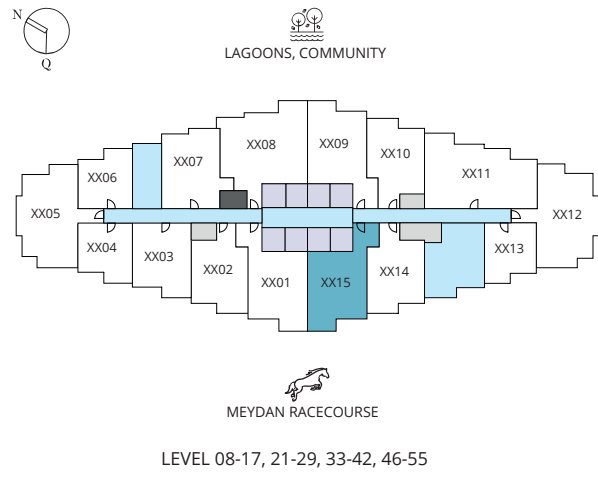 N
Q
LAGOONS, COMMUNITY
XX08
XX09
XX10
XX07
XX11
XX06
XX05
XX12
XX04
XX03
XX02
XX01
XX15
XX14
XX13
MEYDAN RACECOURSE
LEVEL 08-17, 21-29, 33-42, 46-55